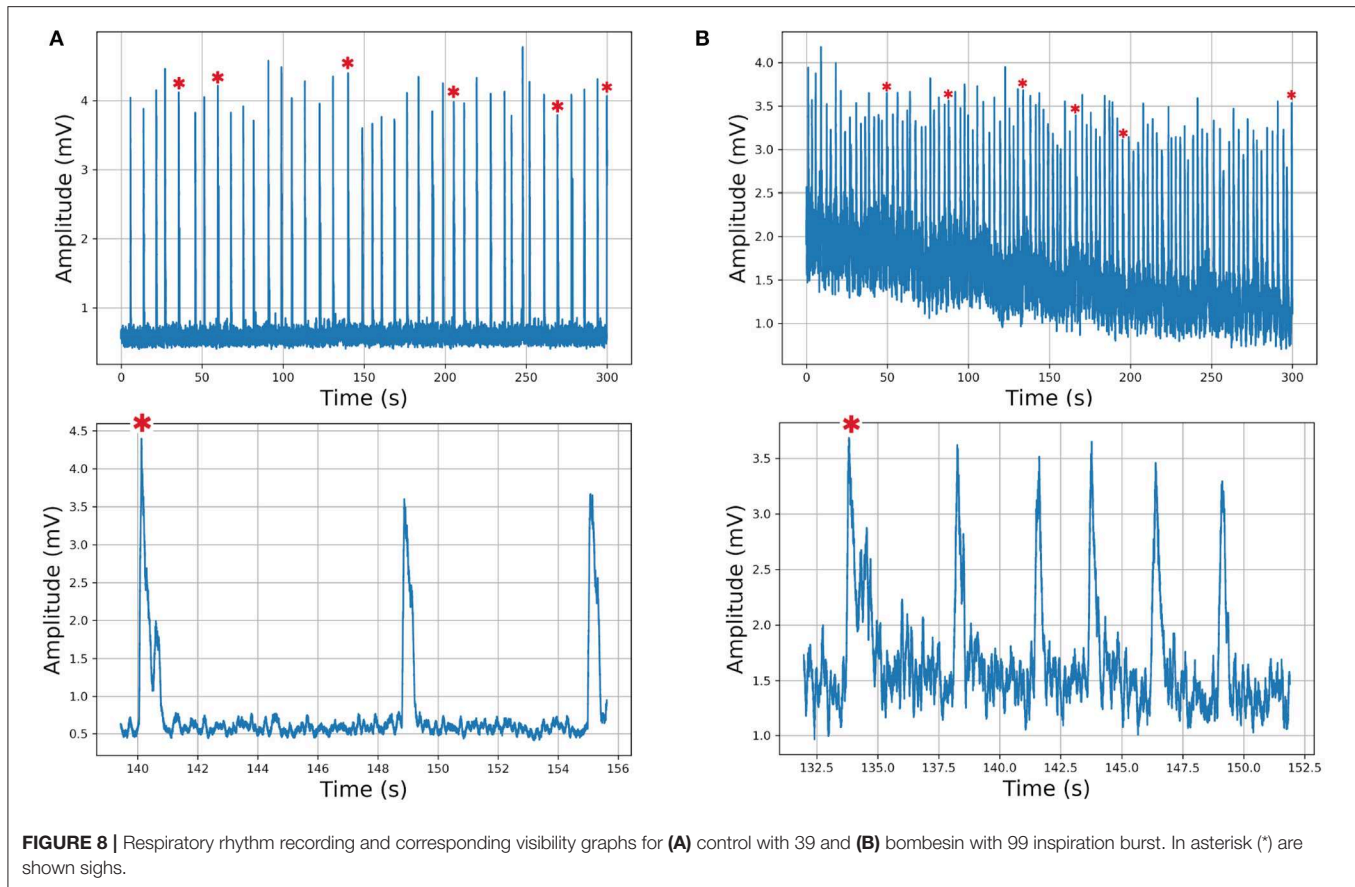 A
Amplitude (mV)
4
3
2
1
0 50 100 150 200 250 300
Time (s)
B
Amplitude (mV)
4.0
3.5
3.0
2.5
2.0
1.5
1.0
0 50 100 150 200 250 300
Time (s)
Amplitude (mV)
4.5
4.0
3.5
3.0
2.5
2.0
1.5
1.0
0.5
140 142 144 146 148 150 152 154 156
Time (s)
Amplitude (mV)
3.5
3.0
2.5
2.0
1.5
1.0
132.5 135.0 137.5 140.0 142.5 145.0 147.5 150.0 152.5
Time (s)
FIGURE 8 | Respiratory rhythm recording and corresponding visibility graphs for (A) control with 39 and (B) bombesin with 99 inspiration burst. In asterisk (*) are
shown sighs.